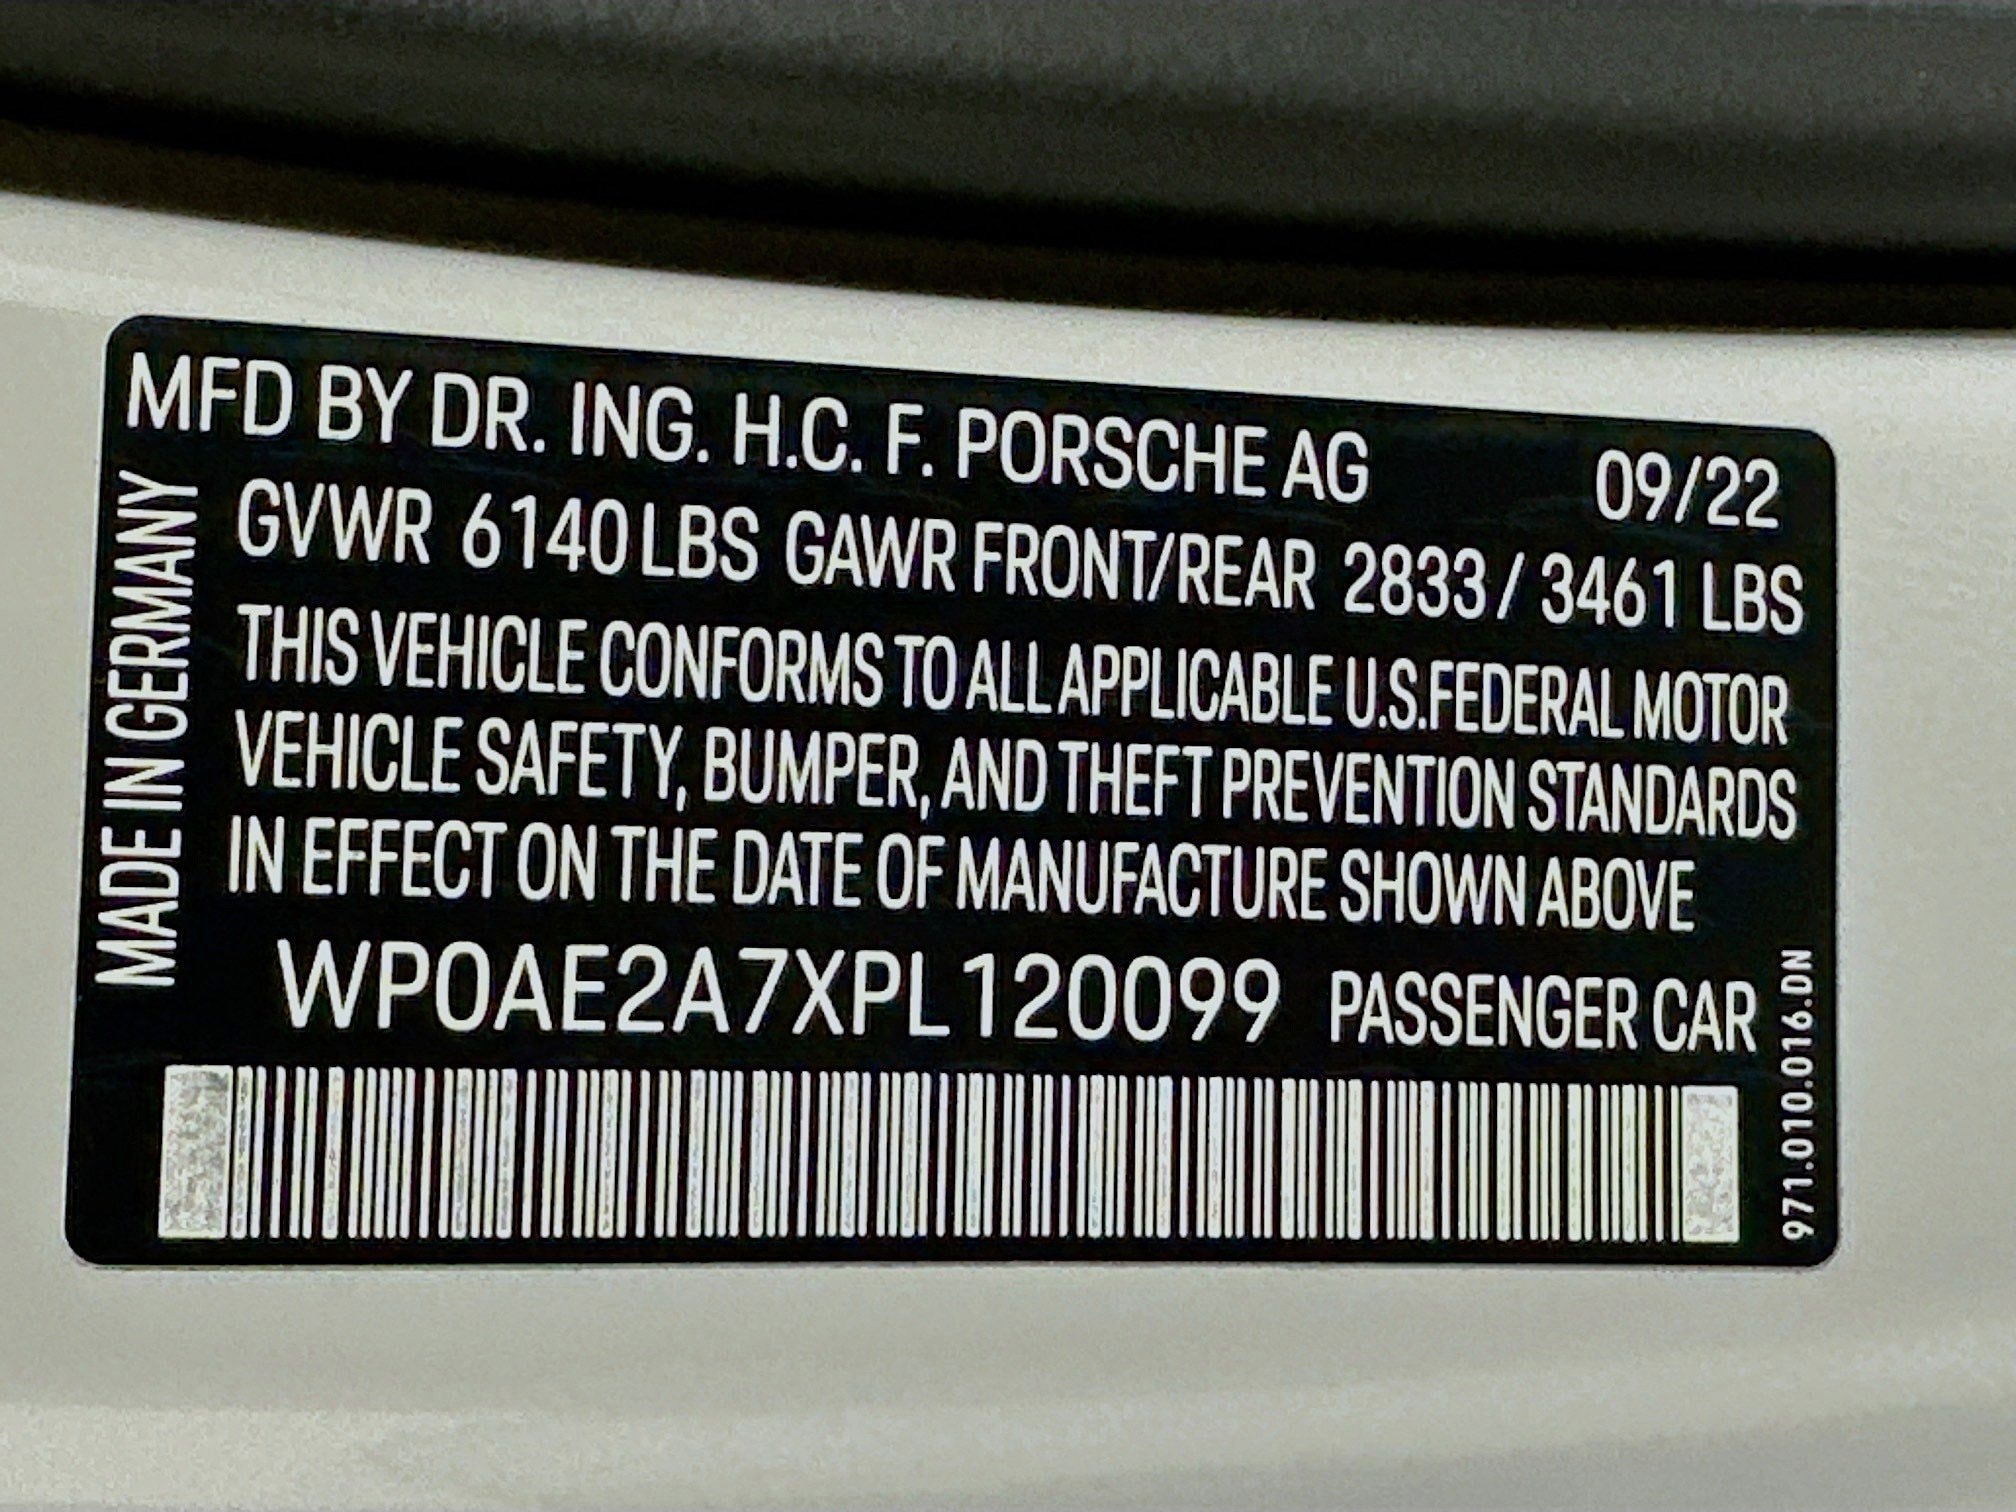 MFD BY DR. ING. H.C. F. PORSCHE AG 09/22
GVWR 6140 LBS GAWR FRONT/REAR 2833 / 3461 LBS
THIS VEHICLE CONFORMS TO ALL APPLICABLE U.S.FEDERAL MOTOR
VEHICLE SAFETY, BUMPER, AND THEFT PREVENTION STANDARDS
IN EFFECT ON THE DATE OF MANUFACTURE SHOWN ABOVE
WP0AE2A7XPL120099 PASSENGER CAR
MADE IN GERMANY
971.010.016.DN